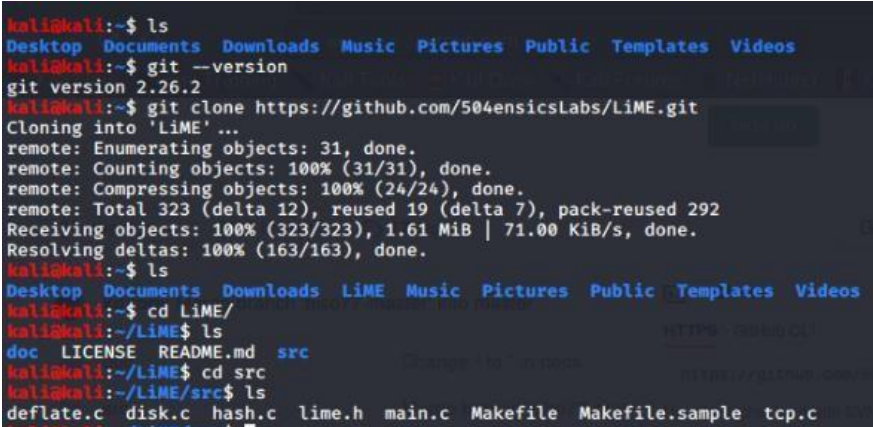 kali@kali:~$ ls
Desktop Documents Downloads Music Pictures Public Templates Videos
kali@kali:~$ git --version
git version 2.26.2
kali@kali:~$ git clone https://github.com/504ensicsLabs/LiME.git
Cloning into 'LiME'...
remote: Enumerating objects: 31, done.
remote: Counting objects: 100% (31/31), done.
remote: Compressing objects: 100% (24/24), done.
remote: Total 323 (delta 12), reused 19 (delta 7), pack-reused 292
Receiving objects: 100% (323/323), 1.61 MiB | 71.00 KiB/s, done.
Resolving deltas: 100% (163/163), done.
kali@kali:~$ ls
Desktop Documents Downloads LiME Music Pictures Public Templates Videos
kali@kali:~$ cd LiME/
kali@kali:~/LiME$ ls
doc LICENSE README.md src
kali@kali:~/LiME$ cd src
kali@kali:~/LiME/src$ ls
deflate.c disk.c hash.c lime.h main.c Makefile Makefile.sample tcp.c